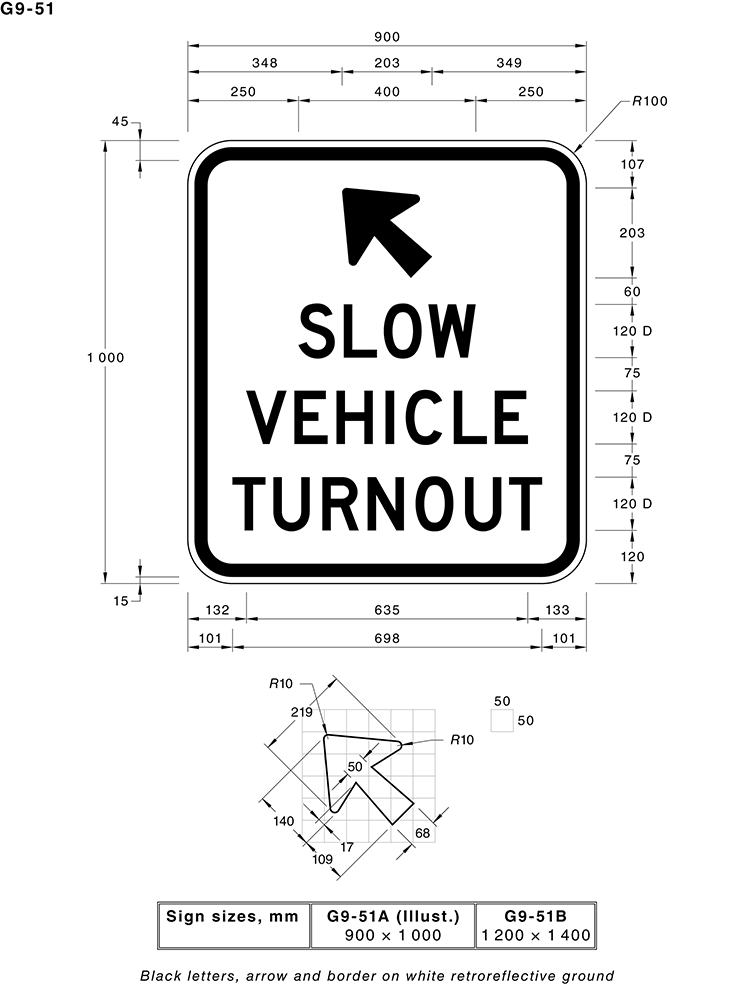 G9-51
900
348 203 349
250 400 250
R100
45
107
203
60
120 D
1 000
75
120 D
75
120 D
120
15
SLOW
VEHICLE
TURNOUT
132 635 133
101 698 101
R10
219
50
50
R10
50
140
17
68
109
Sign sizes, mm G9-51A (Illust.) G9-51B
900 × 1 000 1 200 × 1 400
Black letters, arrow and border on white retroreflective ground